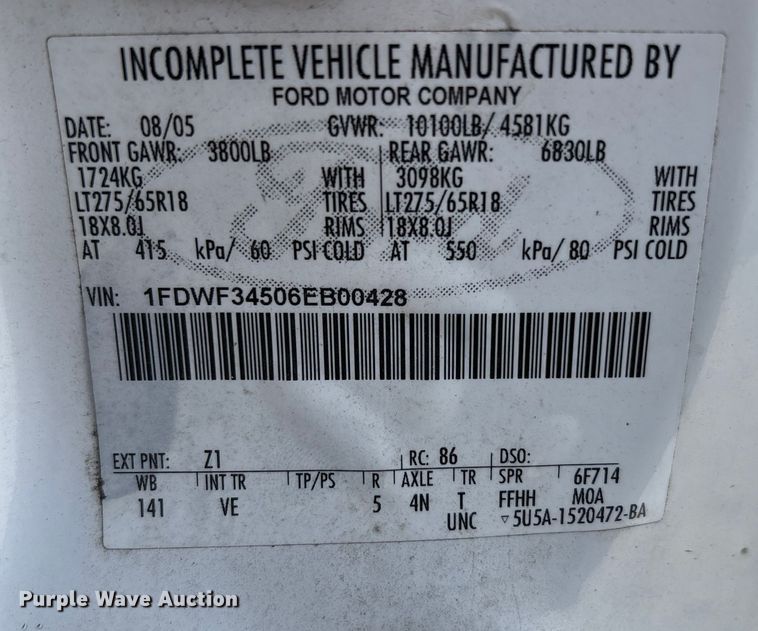 INCOMPLETE VEHICLE MANUFACTURED BY
FORD MOTOR COMPANY
DATE: 08/05 GVWR: 10100LB/ 4581KG
FRONT GAWR: 3800LB REAR GAWR: 6830LB
1724KG WITH 3098KG WITH
LT275/65R18 TIRES LT275/65R18 TIRES
18X8.0J RIMS 18X8.0J RIMS
AT 415 kPa/ 60 PSI COLD AT 550 kPa/ 80 PSI COLD
VIN: 1FDWF34506EB00428
EXT PNT: Z1 RC: 86 DSO:
WB INT TR TP/PS R AXLE TR SPR 6F714
141 VE 5 4N T FFHH MOA
UNC ▽5U5A-1520472-BA
Ford
Purple Wave Auction